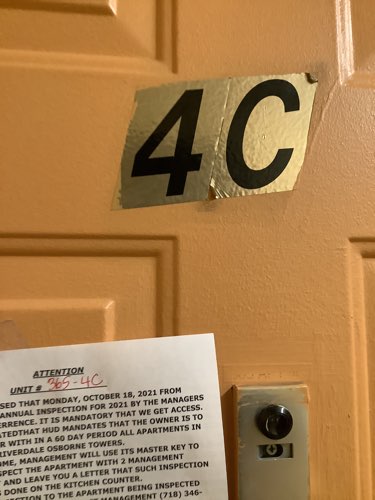 4C
ATTENTION
UNIT # 365-4C
SED THAT MONDAY, OCTOBER 18, 2021 FROM
ANNUAL INSPECTION FOR 2021 BY THE MANAGERS
ERRENCE. IT IS MANDATORY THAT WE GET ACCESS.
ATEDTHAT HUD MANDATES THAT THE OWNER IS TO
R WITH IN A 60 DAY PERIOD ALL APARTMENTS IN
RIVERDALE OSBORNE TOWERS.
OME, MANAGEMENT WILL USE ITS MASTER KEY TO
SPECT THE APARTMENT WITH 2 MANAGEMENT
T AND LEAVE YOU A LETTER THAT SUCH INSPECTION
S DONE ON THE KITCHEN COUNTER.
ECTION TO THE APARTMENT BEING INSPECTED
MANAGEMENT (718) 346-